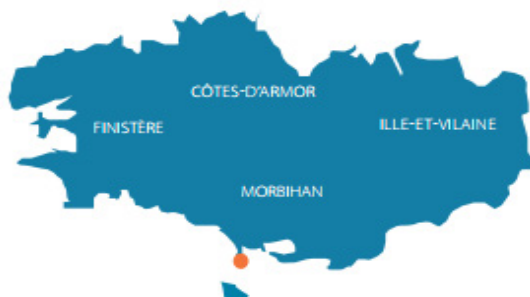 CÔTES-D'ARMOR
FINISTÈRE
ILLE-ET-VILAINE
MORBIHAN